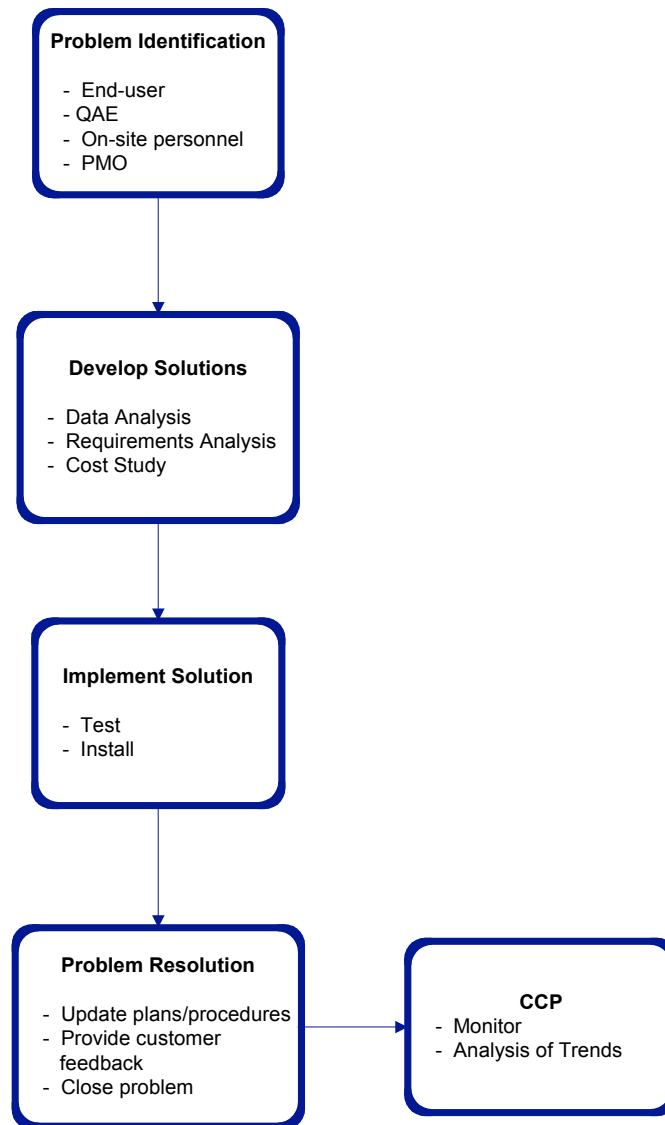 Problem Identification
- End-user
- QAE
- On-site personnel
- PMO
Develop Solutions
- Data Analysis
- Requirements Analysis
- Cost Study
Implement Solution
- Test
- Install
Problem Resolution
- Update plans/procedures
- Provide customer
feedback
- Close problem
CCP
- Monitor
- Analysis of Trends